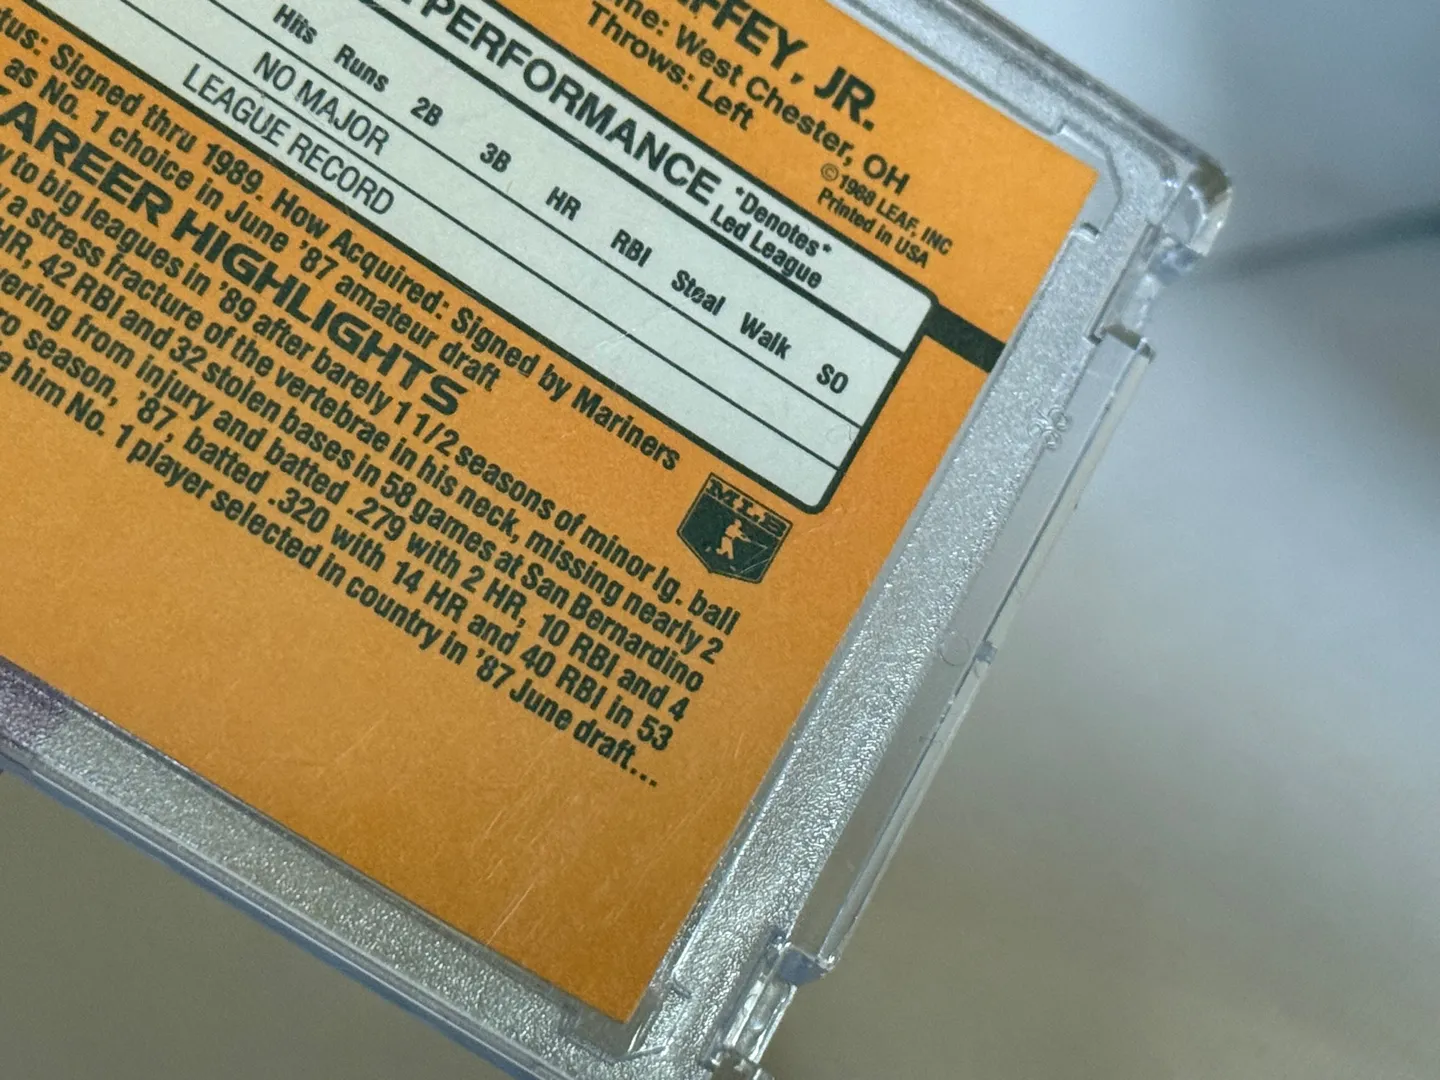 JR.
West Chester, OH
Throws: Left
©1988 LEAF, INC
Printed in USA
PERFORMANCE *Denotes*
Led League
Hits Runs 2B 3B HR RBI Steal Walk SO
NO MAJOR
LEAGUE RECORD
Signed thru 1989. How Acquired: Signed by Mariners
as No. 1 choice in June '87 amateur draft
CAREER HIGHLIGHTS
to big leagues in '89 after barely 1 1/2 seasons of minor lg. ball
a stress fracture of the vertebrae in his neck, missing nearly 2
HR, 42 RBI and 32 stolen bases in 58 games at San Bernardino
from injury and batted .279 with 2 HR, 10 RBI and 4
season, '87, batted .320 with 14 HR and 40 RBI in 53
him No. 1 player selected in country in '87 June draft...
MLB